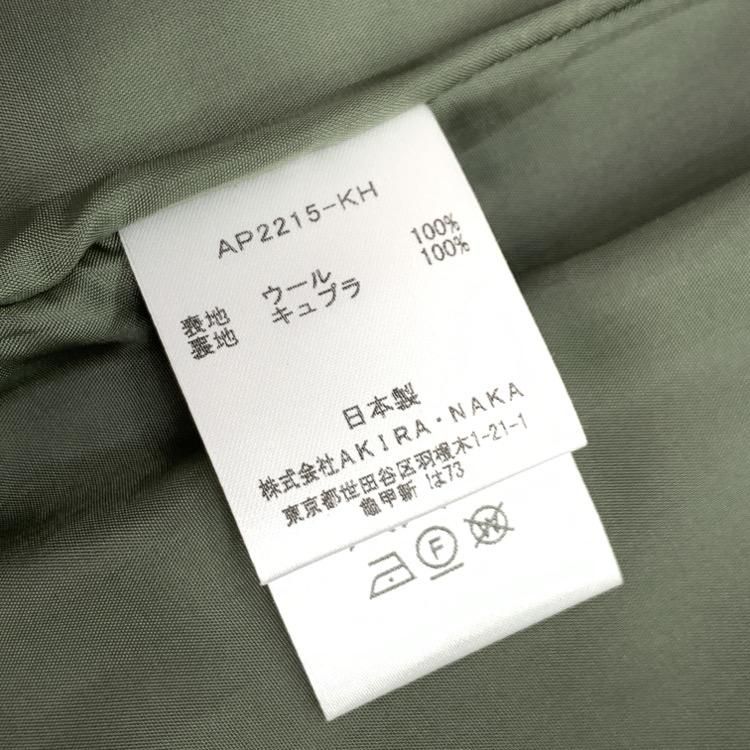 AP2215-KH
表地 ウール 100%
裏地 キュプラ 100%
日本製
株式会社AKIRA・NAKA
東京都世田谷区羽根木1-21-1
亀甲新 は73
F W